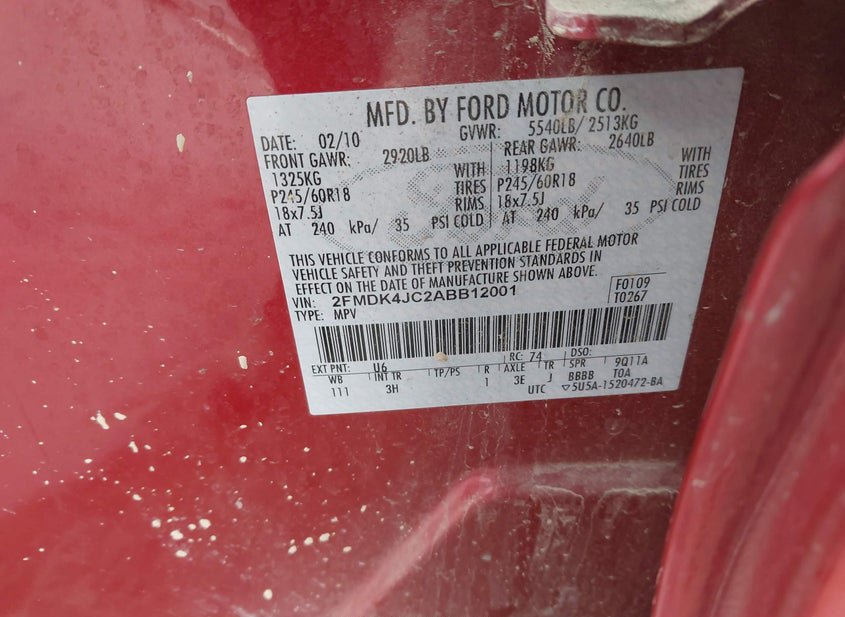 MFD. BY FORD MOTOR CO.
DATE: 02/10 GVWR: 5540LB/ 2513KG
FRONT GAWR: 2920LB REAR GAWR: 2640LB
1325KG WITH 1198KG WITH
P245/60R18 TIRES P245/60R18 TIRES
18x7.5J RIMS 18x7.5J RIMS
AT 240 kPa/ 35 PSI COLD AT 240 kPa/ 35 PSI COLD
THIS VEHICLE CONFORMS TO ALL APPLICABLE FEDERAL MOTOR
VEHICLE SAFETY AND THEFT PREVENTION STANDARDS IN
EFFECT ON THE DATE OF MANUFACTURE SHOWN ABOVE.
VIN: 2FMDK4JC2ABB12001 F0109
TYPE: MPV T0267
EXT PNT: U6 RC: 74 DSO:
WB INT TR TP/PS R AXLE TR SPR 9Q11A
111 3H 1 3E J BBBB T0A
UTC ▽5U5A-1520472-BA